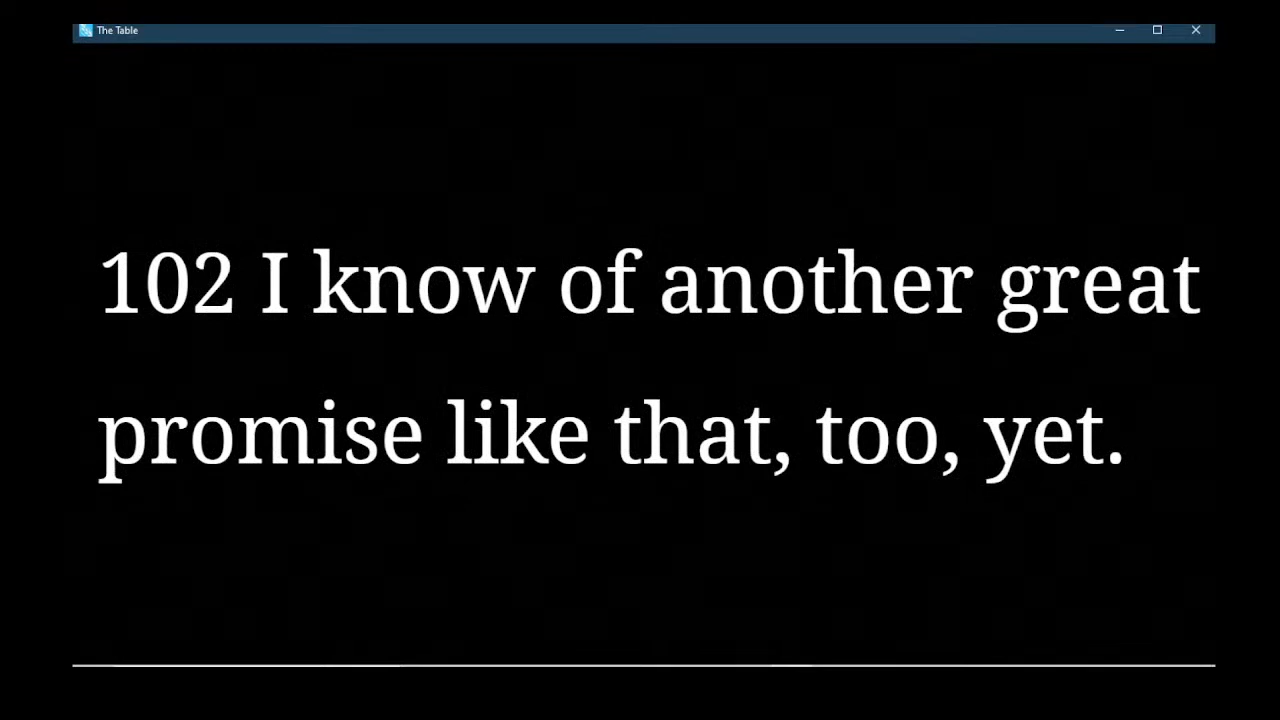 The Table
102 I know of another great
promise like that, too, yet.